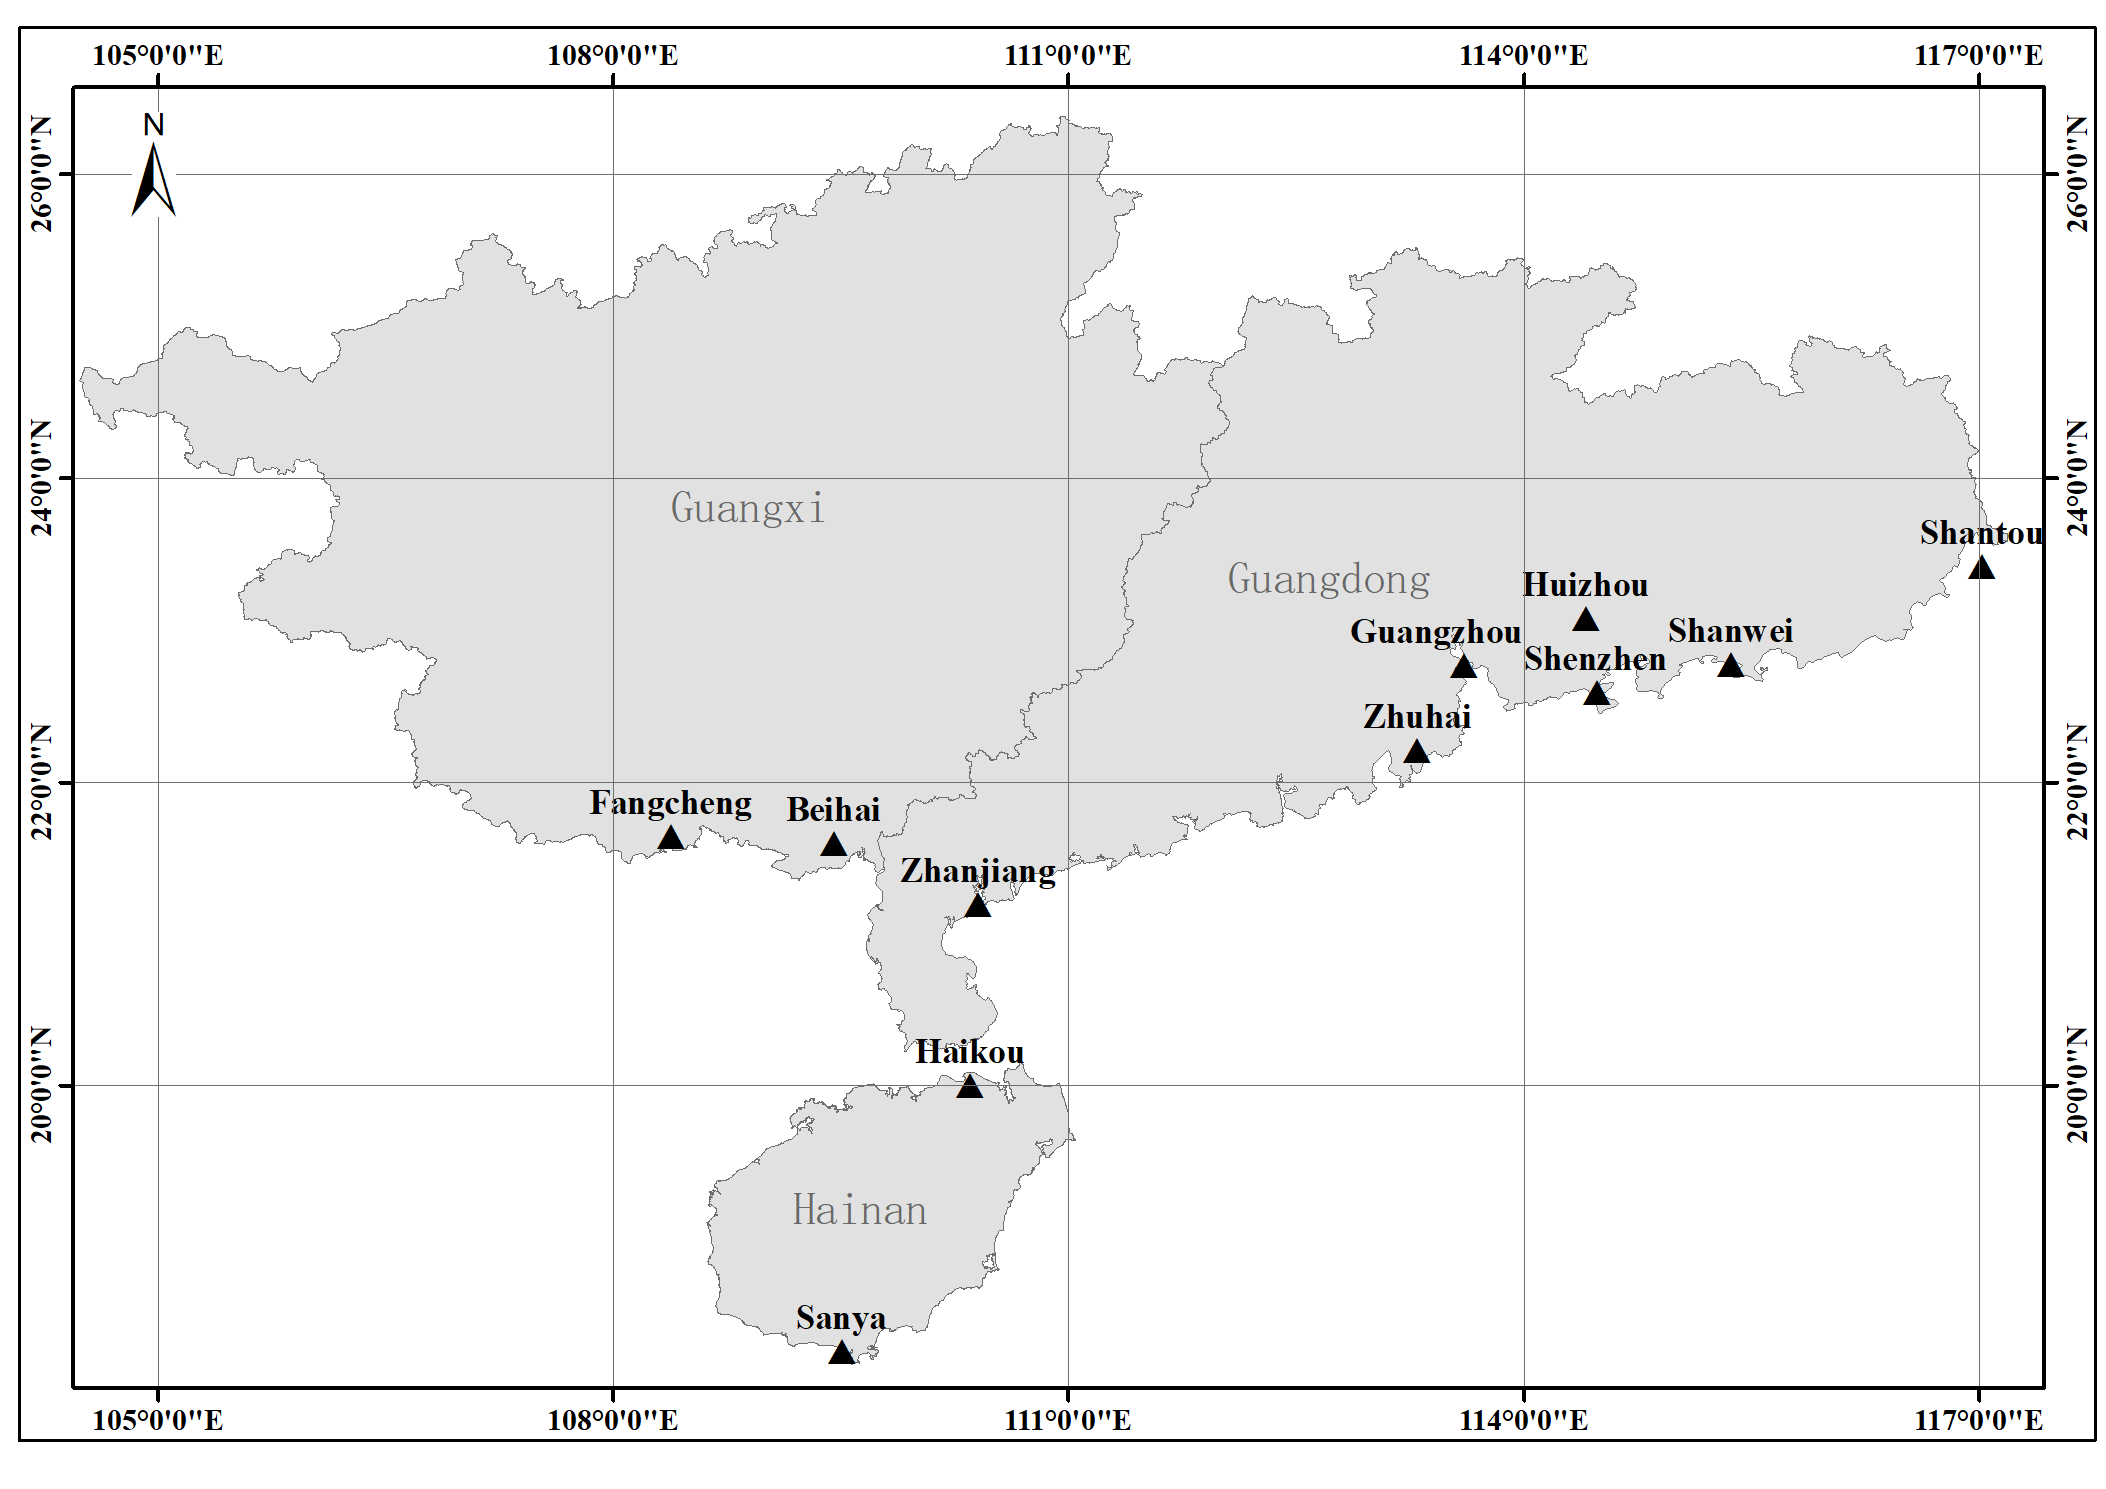 105°0'0"E 108°0'0"E 111°0'0"E 114°0'0"E 117°0'0"E
N
26°0'0"N 26°0'0"N
24°0'0"N 24°0'0"N
Guangxi
Shantou
Guangdong
Huizhou
Guangzhou
Shanwei
Shenzhen
Zhuhai
22°0'0"N 22°0'0"N
Fangcheng
Beihai
Zhanjiang
Haikou
20°0'0"N 20°0'0"N
Hainan
Sanya
105°0'0"E 108°0'0"E 111°0'0"E 114°0'0"E 117°0'0"E